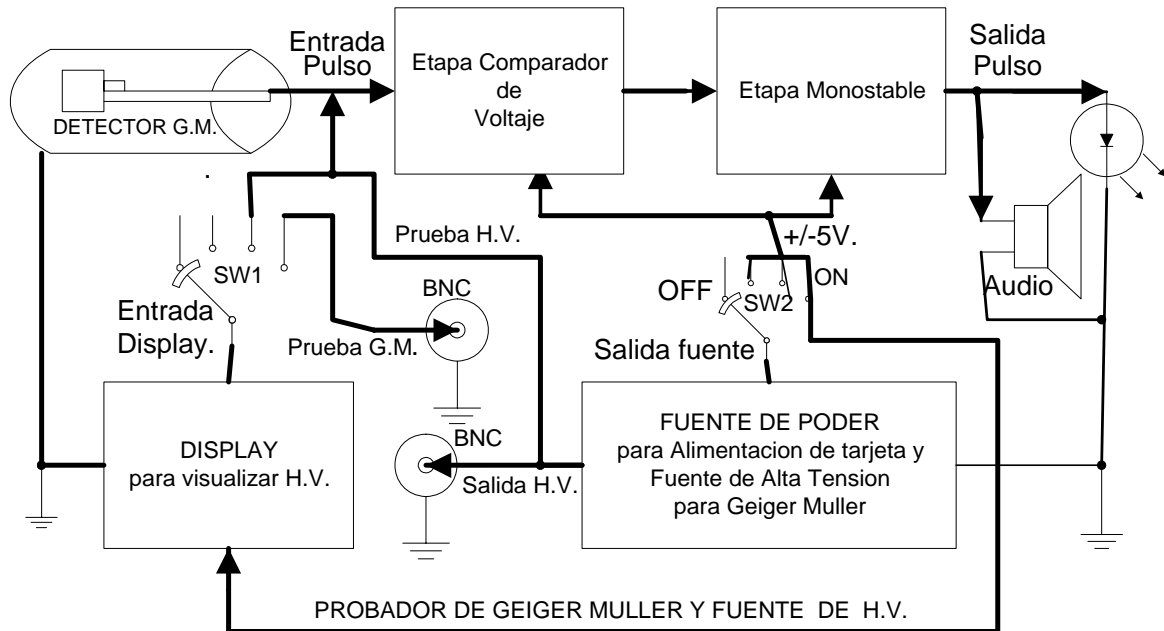 Entrada
Pulso
Etapa Comparador
de
Voltaje
Etapa Monostable
Salida
Pulso
DETECTOR G.M.
Prueba H.V.
+/-5V.
SW1
BNC
OFF
SW2
ON
Audio
Entrada
Display.
Prueba G.M.
Salida fuente
DISPLAY
para visualizar H.V.
BNC
Salida H.V.
FUENTE DE PODER
para Alimentacion de tarjeta y
Fuente de Alta Tension
para Geiger Muller
PROBADOR DE GEIGER MULLER Y FUENTE DE H.V.